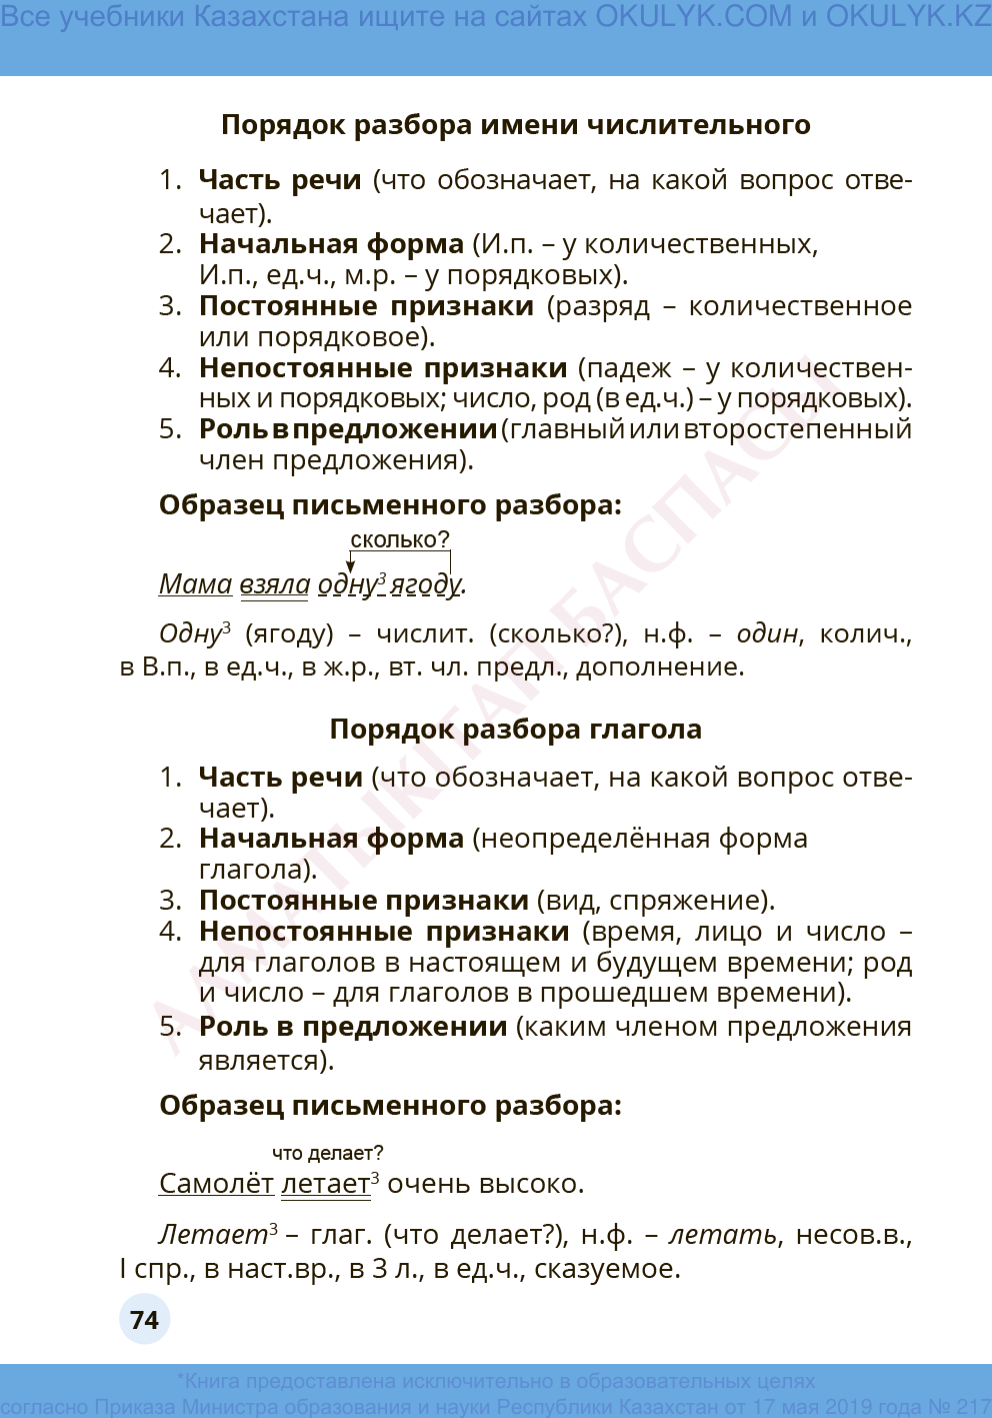 Все учебники Казахстана ищите на сайтах OKULYK.COM и OKULYK.KZ
Порядок разбора имени числительного
1. Часть речи (что обозначает, на какой вопрос отве-
чает).
2. Начальная форма (И.п. – у количественных,
И.п., ед.ч., м.р. – у порядковых).
3. Постоянные признаки (разряд – количественное
или порядковое).
4. Непостоянные признаки (падеж – у количествен-
ных и порядковых; число, род (в ед.ч.) – у порядковых).
5. Роль в предложении (главный или второстепенный
член предложения).
Образец письменного разбора:
сколько?
Мама взяла одну³ ягоду.
Одну³ (ягоду) – числит. (сколько?), н.ф. – один, колич.,
в В.п., в ед.ч., в ж.р., вт. чл. предл., дополнение.
Порядок разбора глагола
1. Часть речи (что обозначает, на какой вопрос отве-
чает).
2. Начальная форма (неопределённая форма
глагола).
3. Постоянные признаки (вид, спряжение).
4. Непостоянные признаки (время, лицо и число –
для глаголов в настоящем и будущем времени; род
и число – для глаголов в прошедшем времени).
5. Роль в предложении (каким членом предложения
является).
Образец письменного разбора:
что делает?
Самолёт летает³ очень высоко.
Летает³ – глаг. (что делает?), н.ф. – летать, несов.в.,
I спр., в наст.вр., в 3 л., в ед.ч., сказуемое.
74
АЛМАТЫКІТАП БАСПАСЫ
*Книга предоставлена исключительно в образовательных целях
согласно Приказа Министра образования и науки Республики Казахстан от 17 мая 2019 года № 217